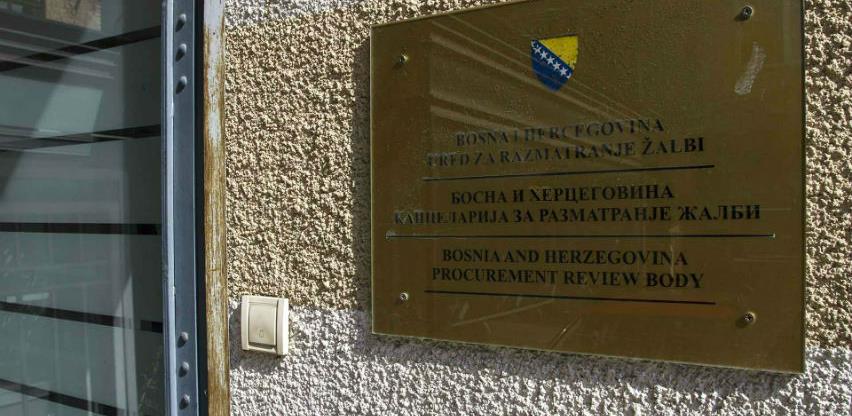 BOSNA I HERCEGOVINA
URED ZA RAZMATRANJE ŽALBI
БОСНА И ХЕРЦЕГОВИНА
КАНЦЕЛАРИЈА ЗА РАЗМАТРАЊЕ ЖАЛБИ
BOSNIA AND HERZEGOVINA
PROCUREMENT REVIEW BODY